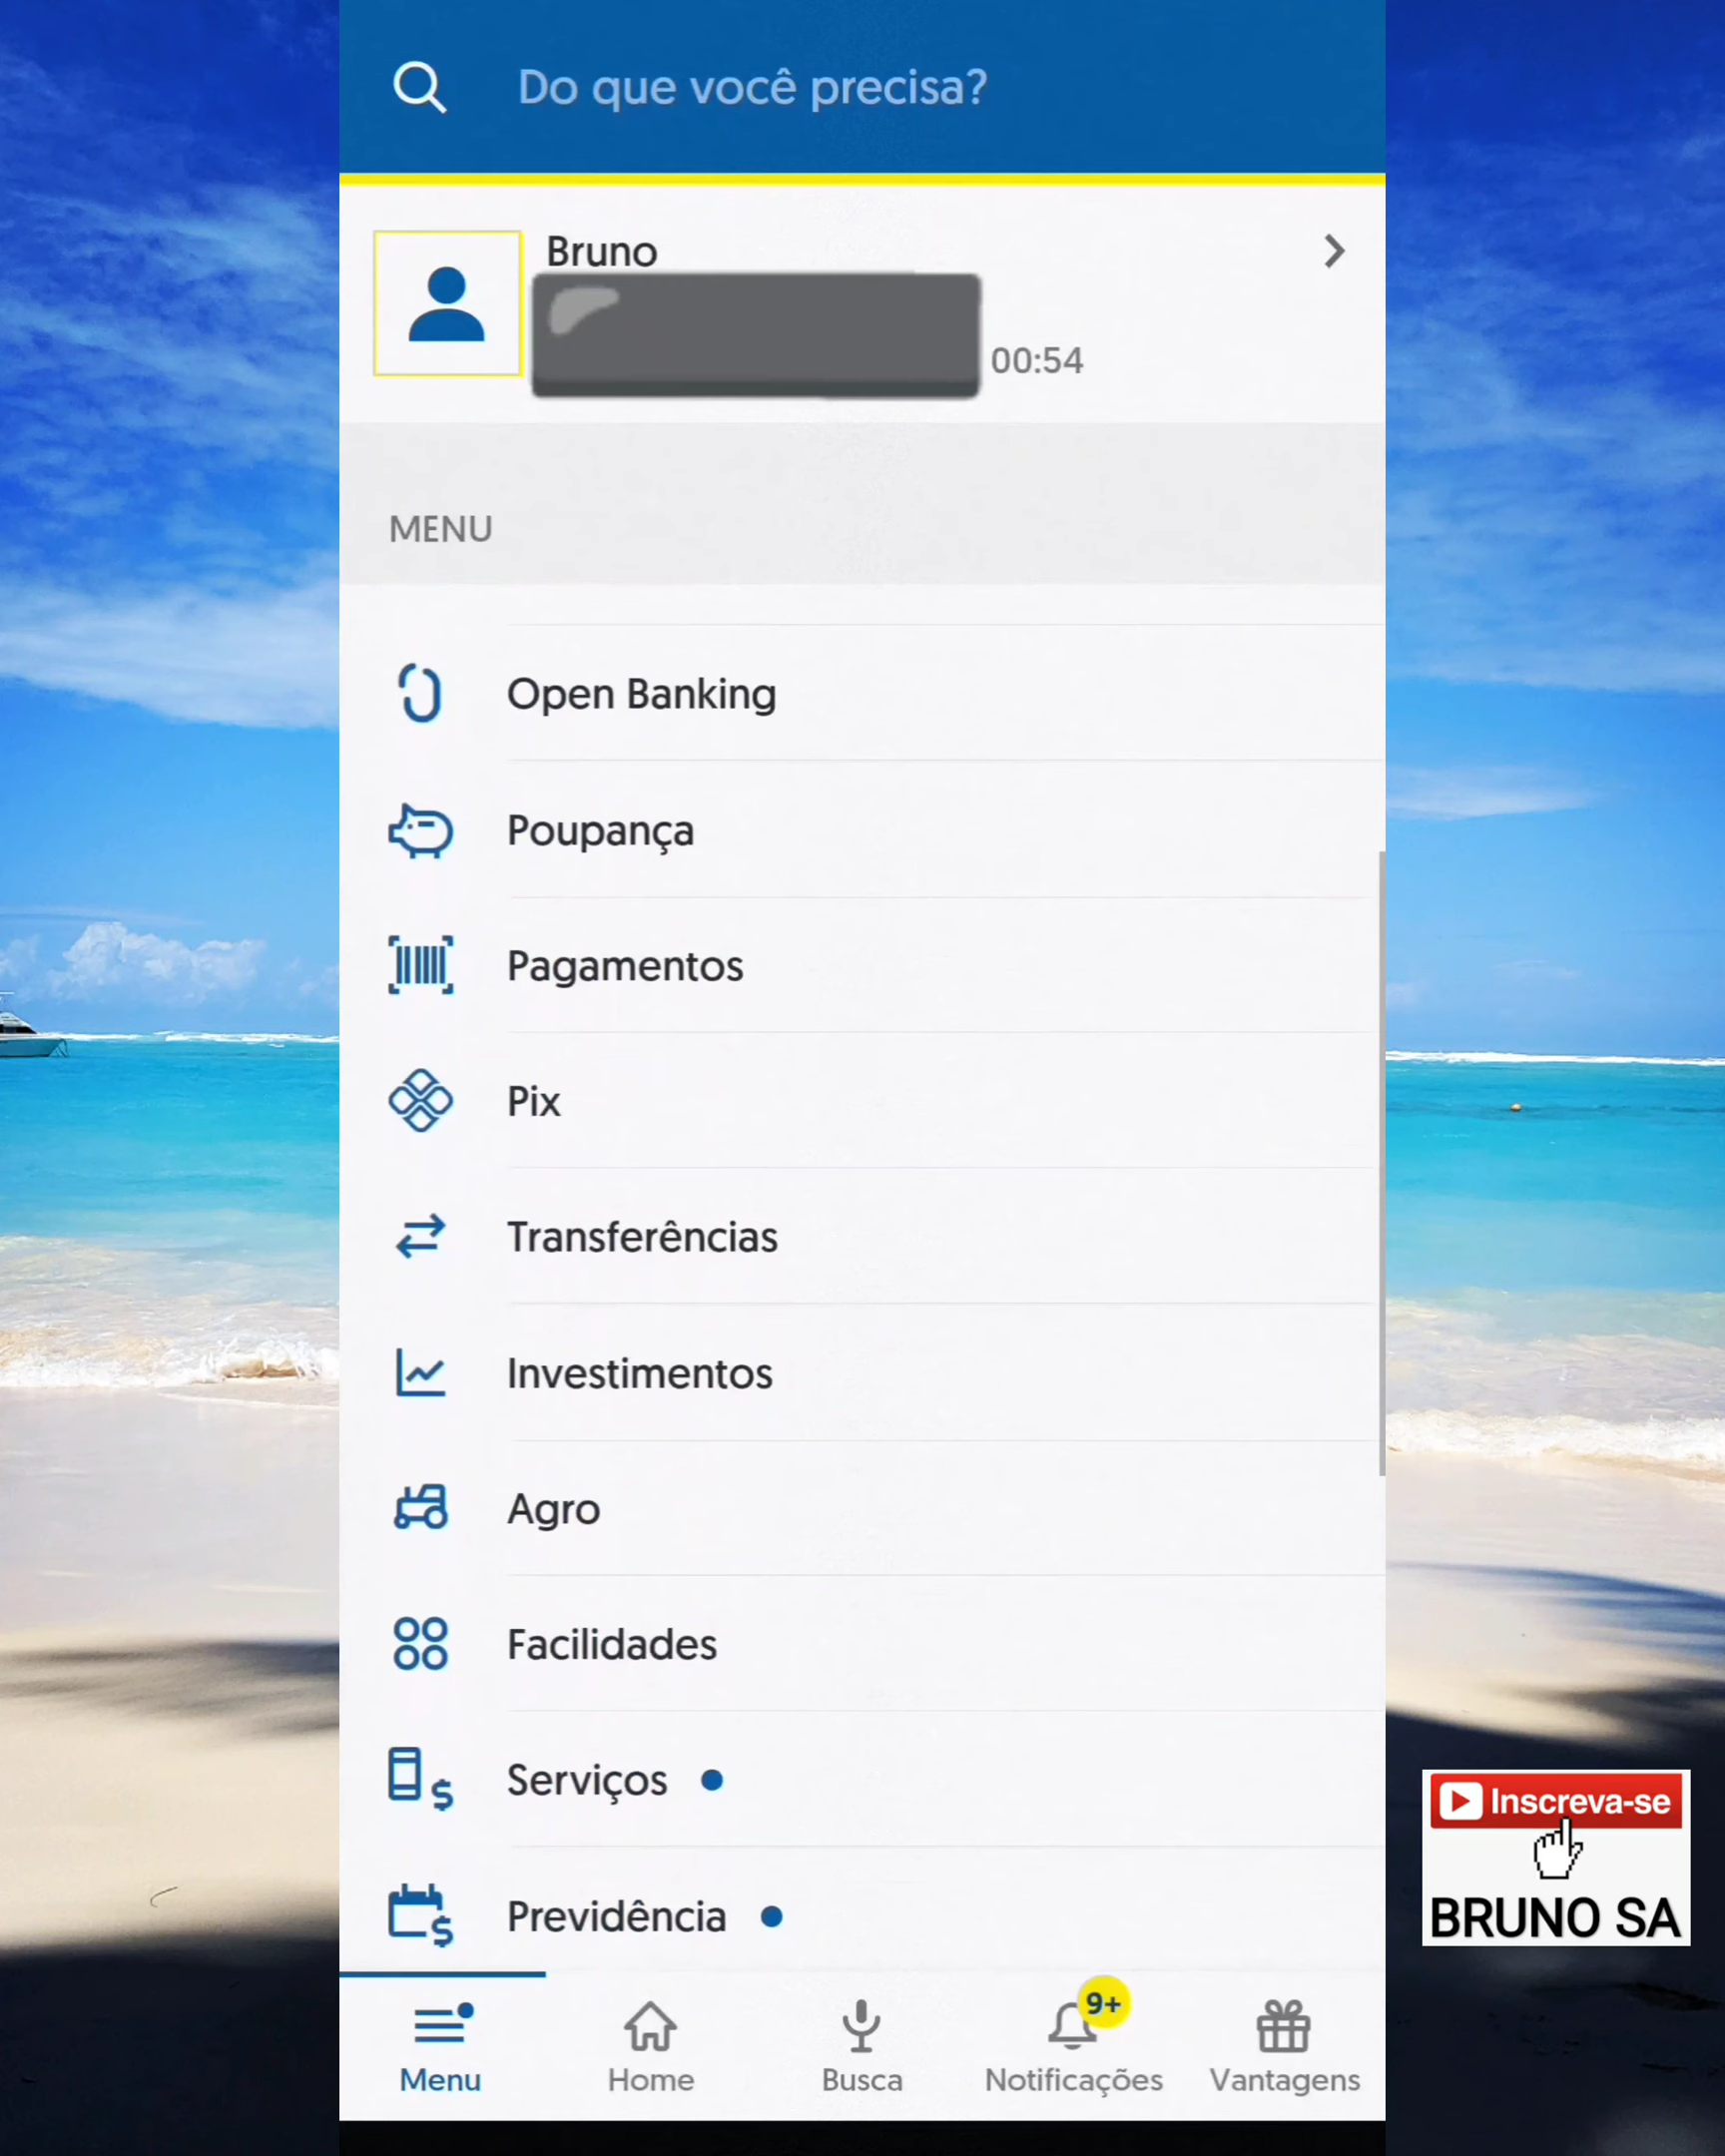 Do que você precisa?
Bruno
00:54
MENU
Open Banking
Poupança
Pagamentos
Pix
Transferências
Investimentos
Agro
Facilidades
Serviços
Previdência
Inscreva-se
BRUNO SA
9+
Menu
Home
Busca
Notificações
Vantagens